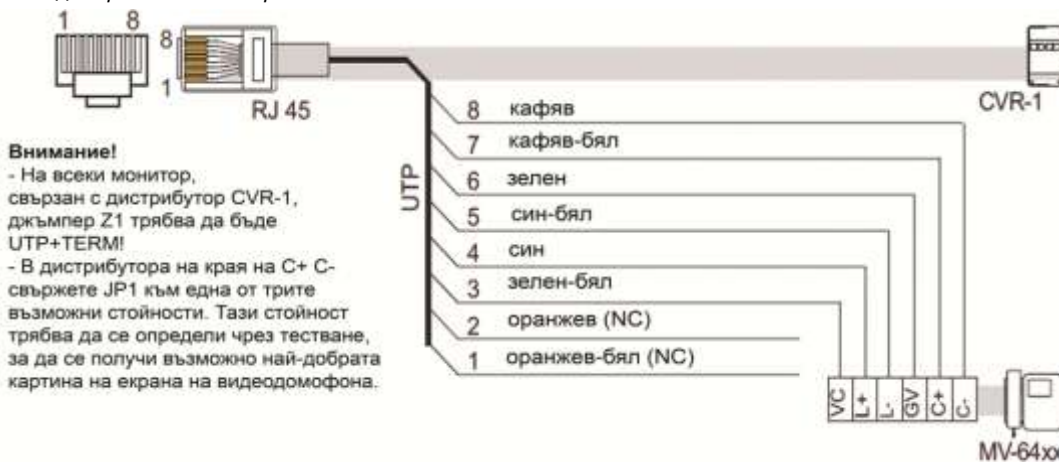 1 8
8
1
RJ 45
CVR-1
Внимание!
- На всеки монитор,
свързан с дистрибутор CVR-1,
джъмпер Z1 трябва да бъде
UTP+TERM!
- В дистрибутора на края на C+ C-
свържете JP1 към една от трите
възможни стойности. Тази стойност
трябва да се определи чрез тестване,
за да се получи възможно най-добрата
картина на екрана на видеодомофона.
UTP
8 кафяв
7 кафяв-бял
6 зелен
5 син-бял
4 син
3 зелен-бял
2 оранжев (NC)
1 оранжев-бял (NC)
VC L+ L- GV C+ C-
MV-64xx